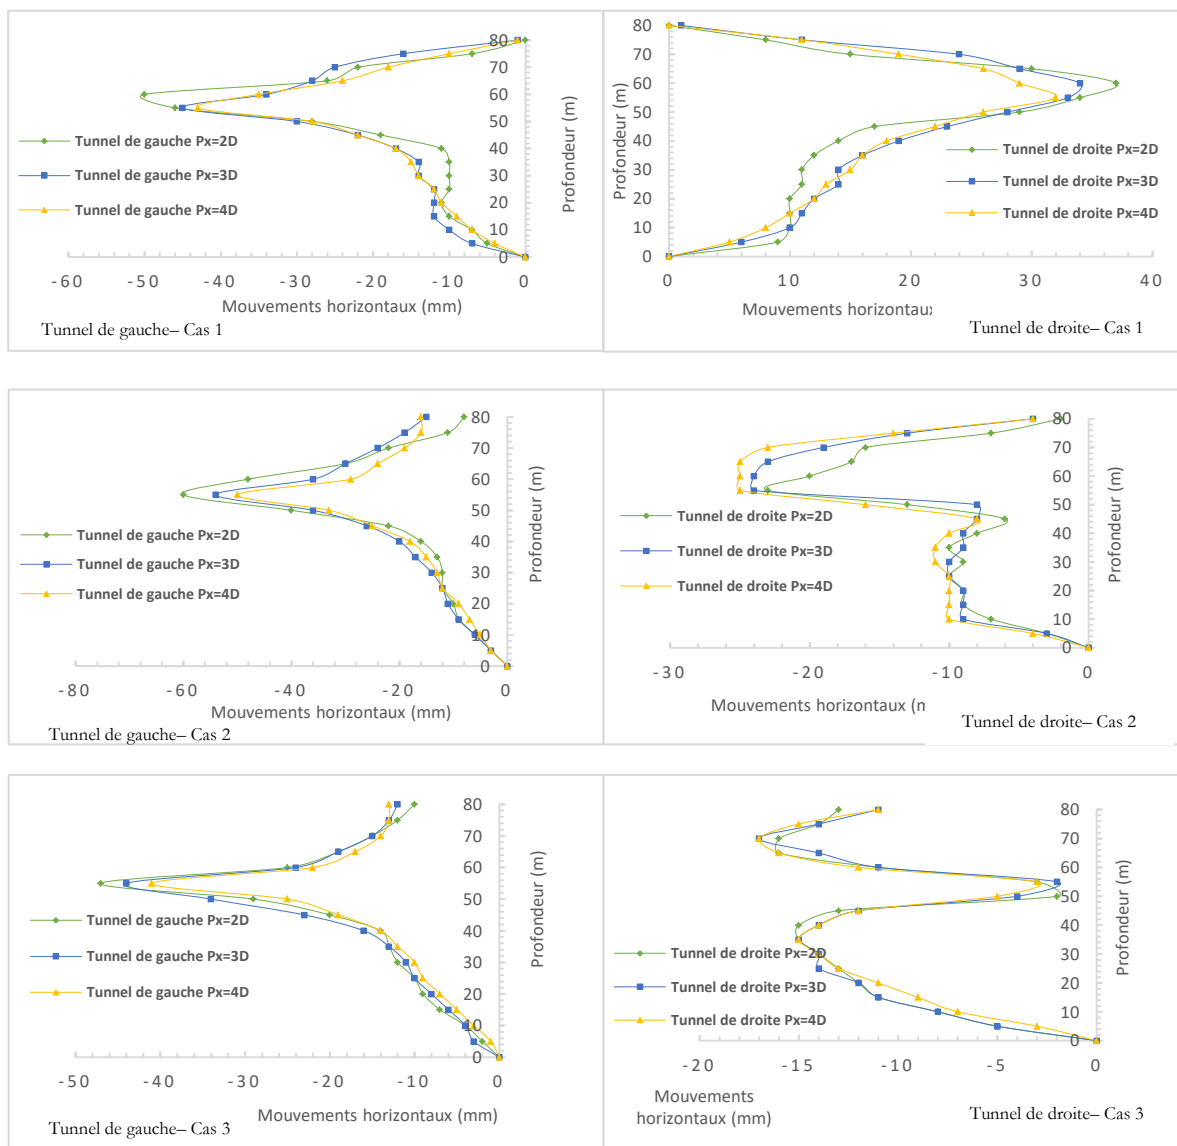 80
70
60
50
40
30
20
10
0
Profondeur (m)
Tunnel de gauche Px=2D
Tunnel de gauche Px=3D
Tunnel de gauche Px=4D
-60 -50 -40 -30 -20 -10 0
Mouvements horizontaux (mm)
Tunnel de gauche– Cas 1
80
70
60
50
40
30
20
10
0
Profondeur (m)
Tunnel de droite Px=2D
Tunnel de droite Px=3D
Tunnel de droite Px=4D
0 10 20 30 40
Mouvements horizontaux
Tunnel de droite– Cas 1
80
70
60
50
40
30
20
10
0
Profondeur (m)
Tunnel de gauche Px=2D
Tunnel de gauche Px=3D
Tunnel de gauche Px=4D
-80 -60 -40 -20 0
Mouvements horizontaux (mm)
Tunnel de gauche– Cas 2
80
70
60
50
40
30
20
10
0
Profondeur (m)
Tunnel de droite Px=2D
Tunnel de droite Px=3D
Tunnel de droite Px=4D
-30 -20 -10 0
Mouvements horizontaux (m
Tunnel de droite– Cas 2
80
70
60
50
40
30
20
10
0
Profondeur (m)
Tunnel de gauche Px=2D
Tunnel de gauche Px=3D
Tunnel de gauche Px=4D
-50 -40 -30 -20 -10 0
Mouvements horizontaux (mm)
Tunnel de gauche– Cas 3
80
70
60
50
40
30
20
10
0
Profondeur (m)
Tunnel de droite Px=2D
Tunnel de droite Px=3D
Tunnel de droite Px=4D
-20 -15 -10 -5 0
Mouvements
horizontaux (mm)
Tunnel de droite– Cas 3